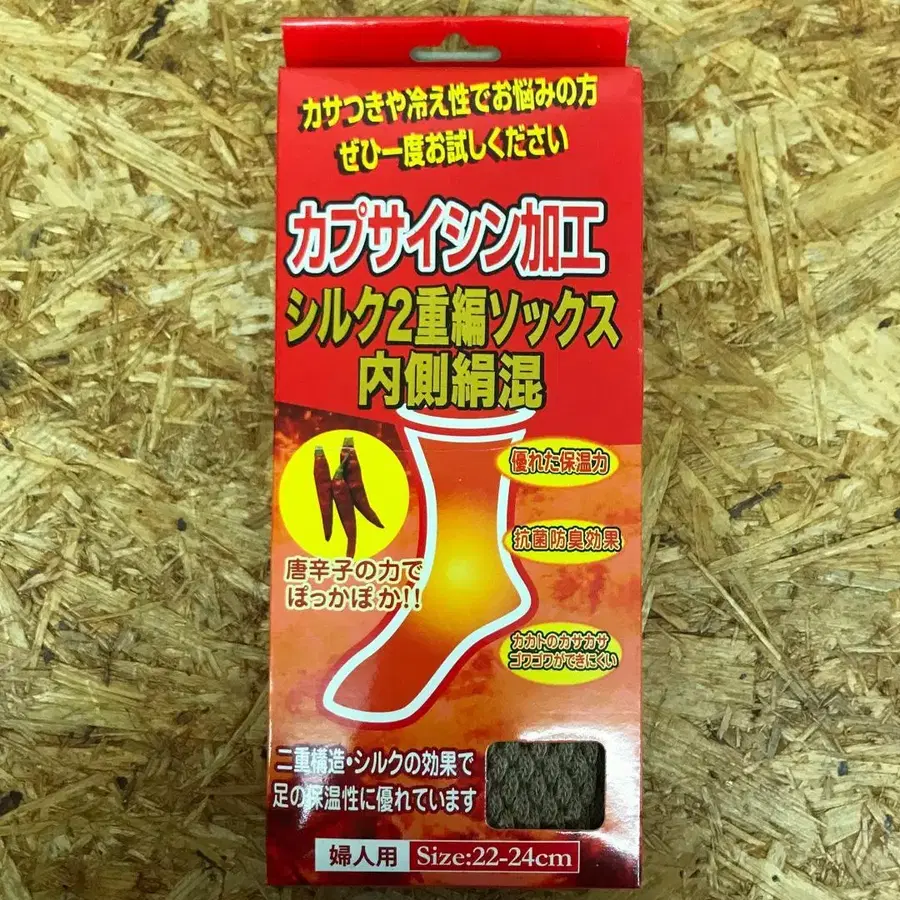 カサつきや冷え性でお悩みの方
ぜひ一度お試しください
カプサイシン加工
シルク2重編ソックス
内側絹混
優れた保温力
抗菌防臭効果
唐辛子の力で
ぽっかぽか!!
カカトのカサカサ
ゴワゴワができにくい
二重構造・シルクの効果で
足の保温性に優れています
婦人用 Size:22-24cm